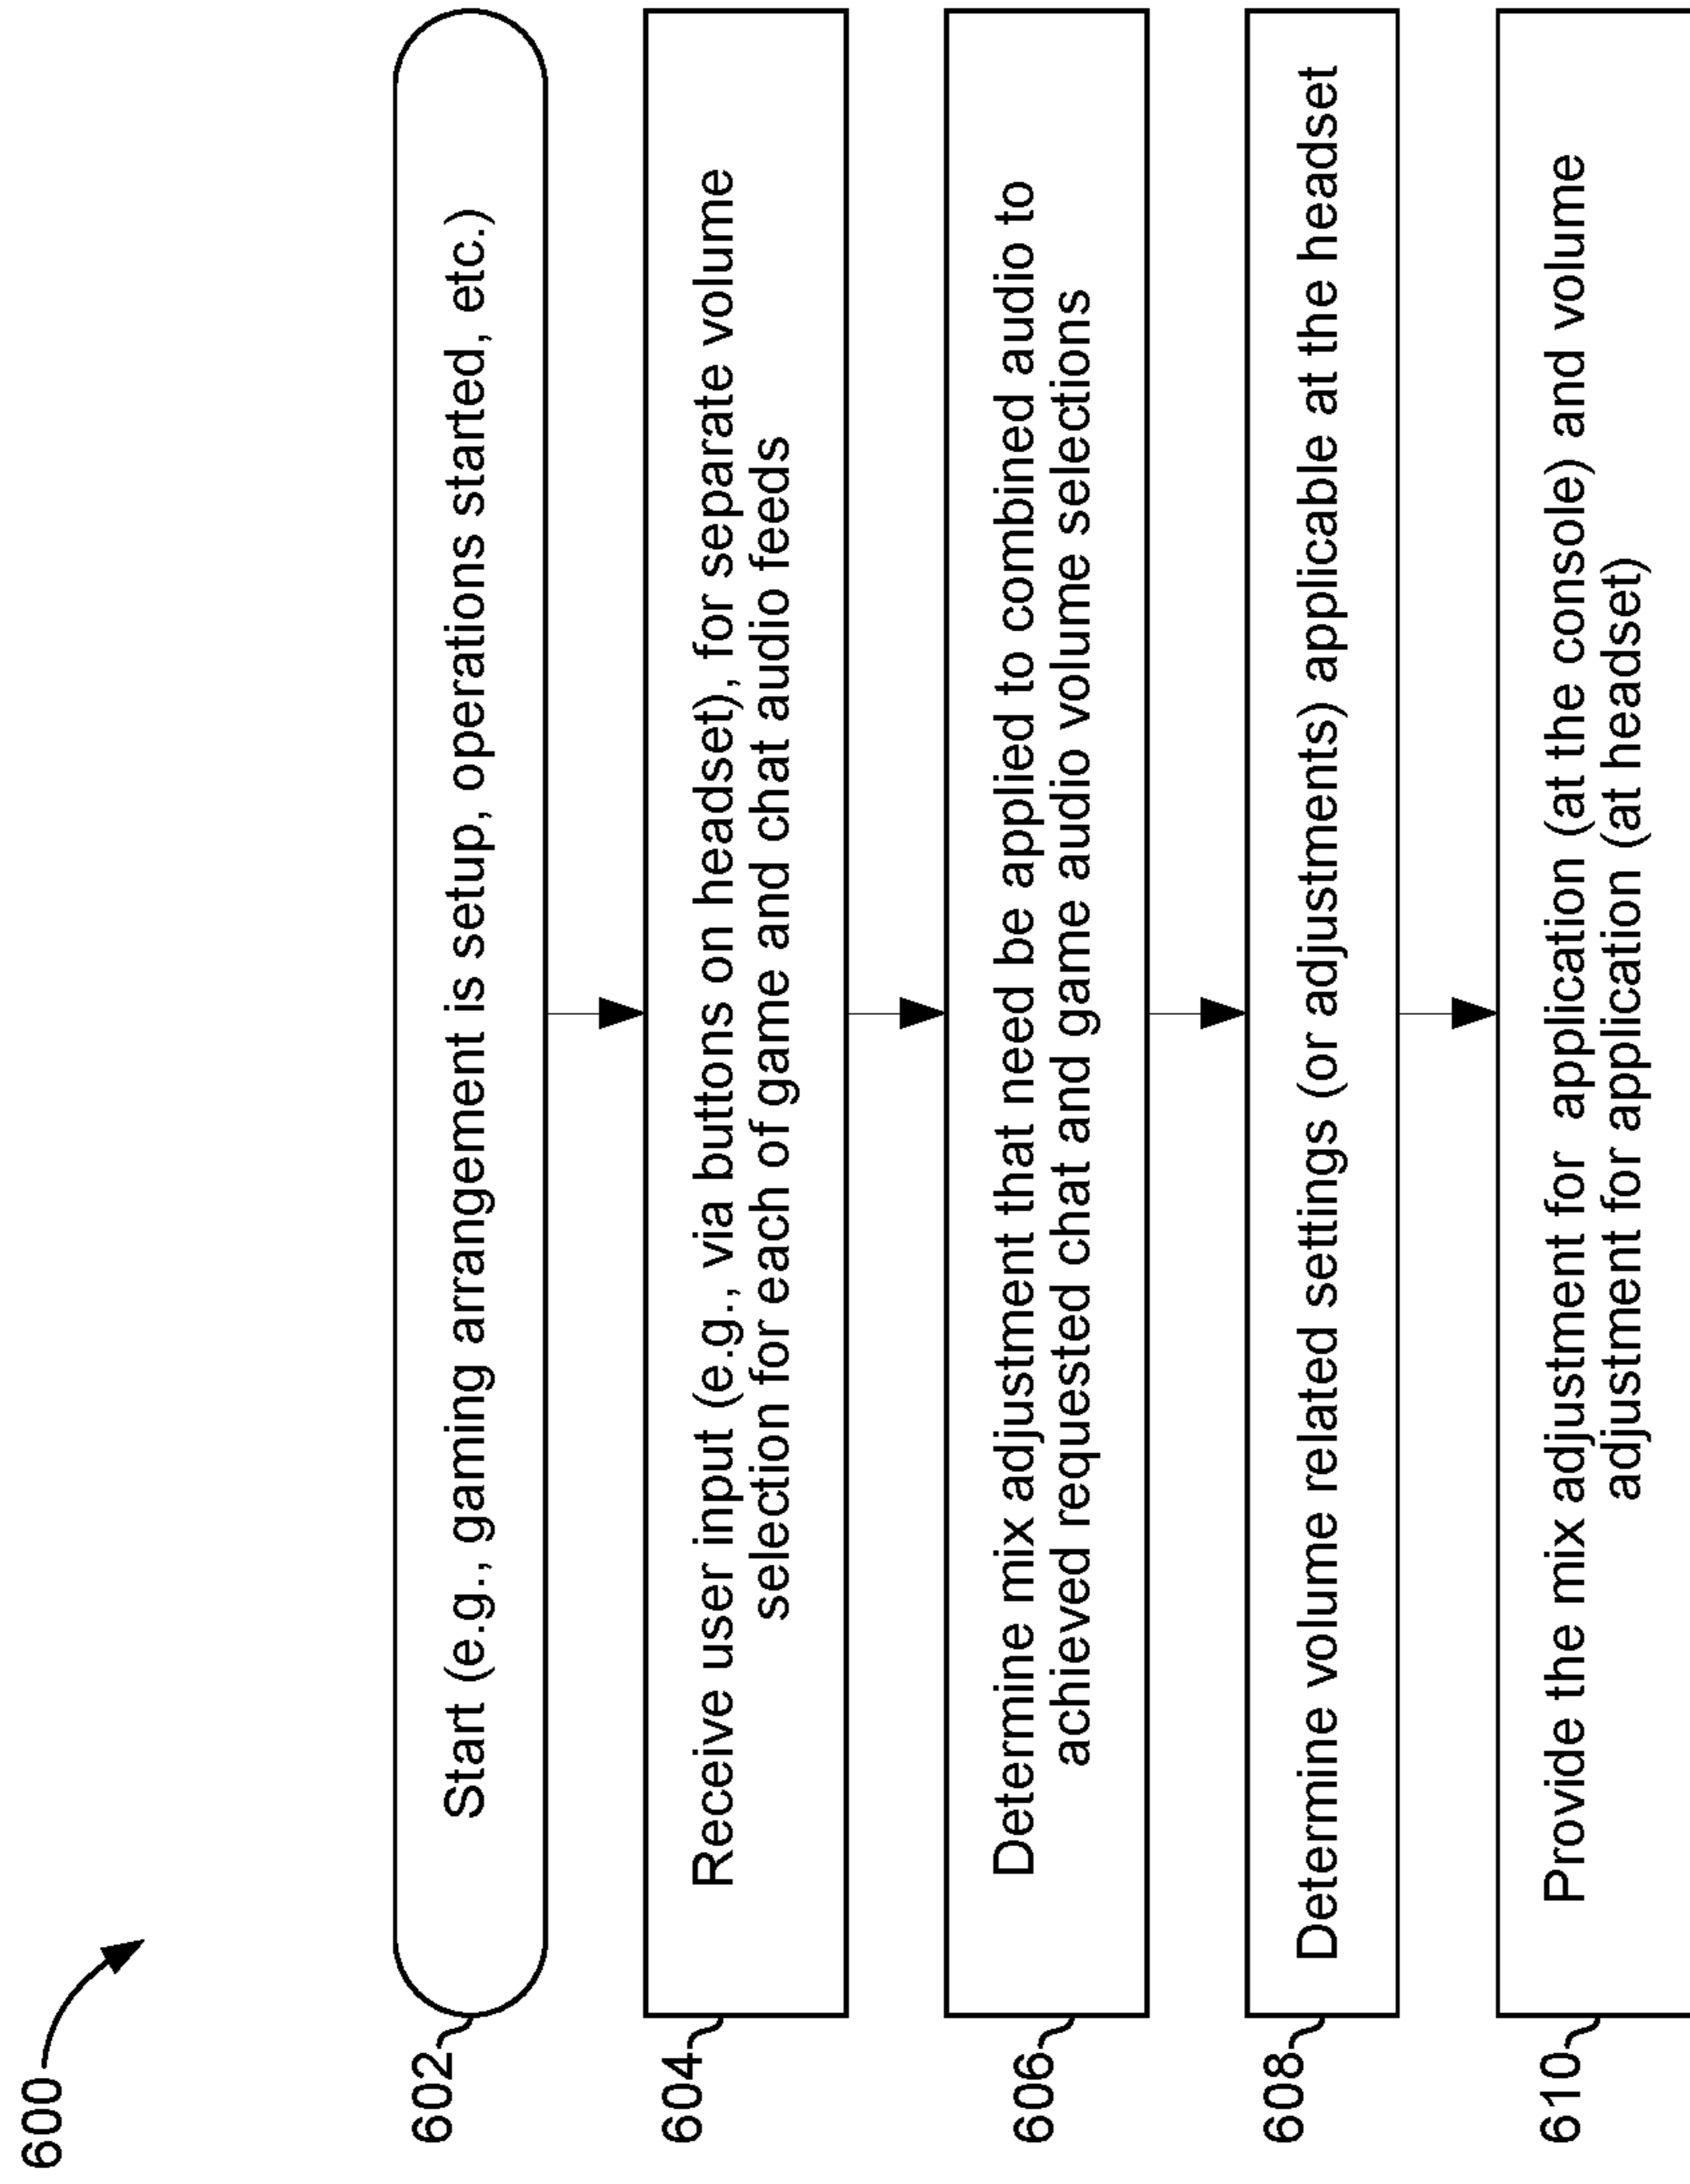 600
602
Start (e.g., gaming arrangement is setup, operations started, etc.)
604
Receive user input (e.g., via buttons on headset), for separate volume
selection for each of game and chat audio feeds
606
Determine mix adjustment that need be applied to combined audio to
achieved requested chat and game audio volume selections
608
Determine volume related settings (or adjustments) applicable at the headset
610
Provide the mix adjustment for application (at the console) and volume
adjustment for application (at headset)